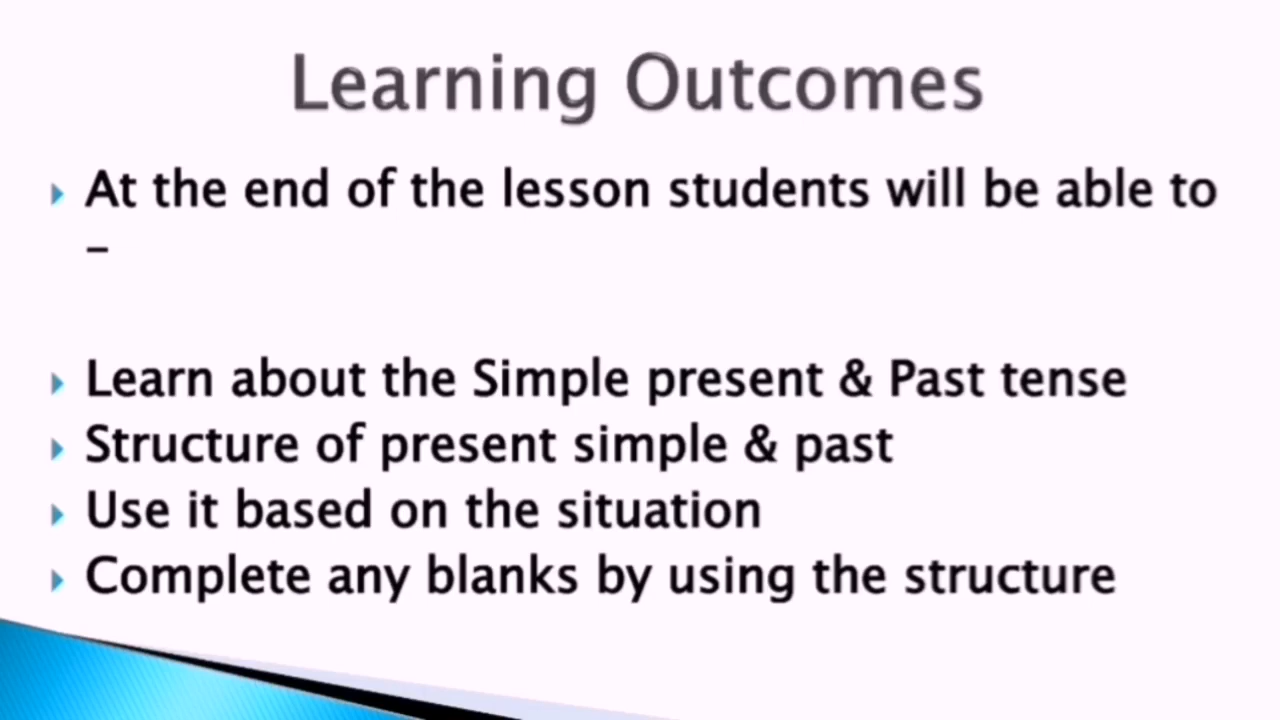 Learning Outcomes
At the end of the lesson students will be able to
–
Learn about the Simple present & Past tense
Structure of present simple & past
Use it based on the situation
Complete any blanks by using the structure